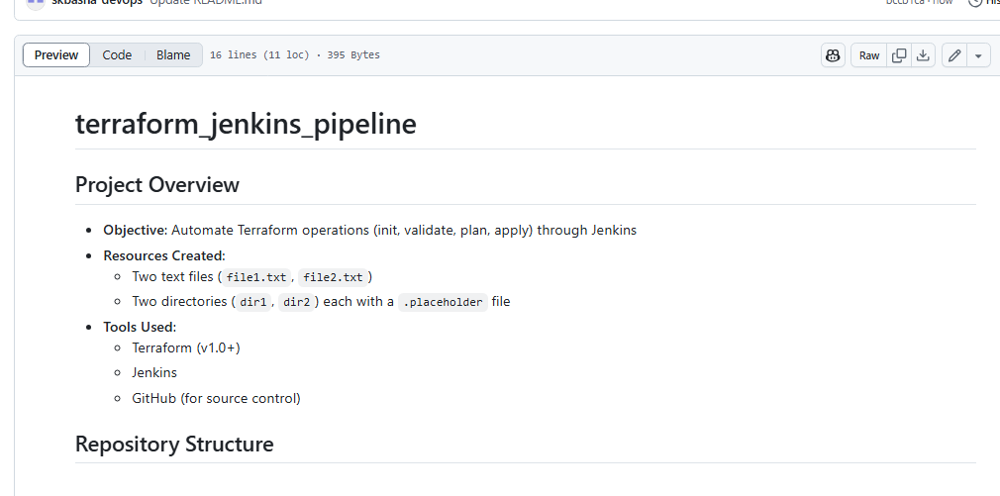 skbasha-devops Update README.md
bccb1ca · now
Preview Code Blame 16 lines (11 loc) · 395 Bytes
Raw
terraform_jenkins_pipeline
Project Overview
• Objective: Automate Terraform operations (init, validate, plan, apply) through Jenkins
• Resources Created:
◦ Two text files ( file1.txt , file2.txt )
◦ Two directories ( dir1 , dir2 ) each with a .placeholder file
• Tools Used:
◦ Terraform (v1.0+)
◦ Jenkins
◦ GitHub (for source control)
Repository Structure